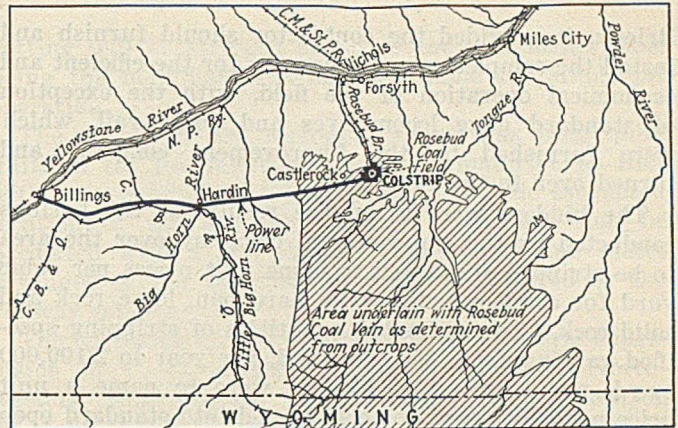 C.M.& St.P.R.
Nichols
Miles City
Powder
River
Forsyth
Yellowstone River
N. P. Ry.
Rosebud Br.
Tongue R.
Rosebud
Coal
Field
Castlerock
COLSTRIP
Billings
Hardin
River
Big Horn
C. B. & Q.
C. B. & Q.
Power
line
Little Big Horn Riv.
Area underlain with Rosebud
Coal Vein as determined
from outcrops
WYOMING